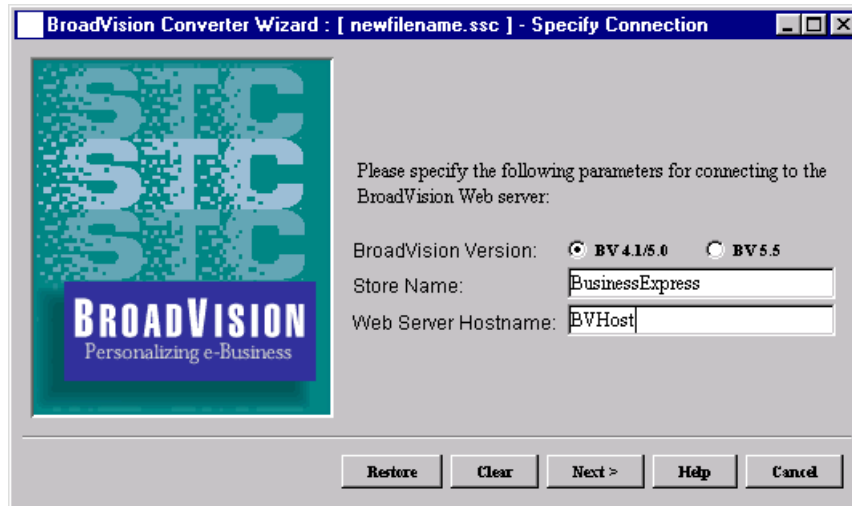 BroadVision Converter Wizard : [ newfilename.ssc ] - Specify Connection
STC
STC
STC
BROADVISION
Personalizing e-Business
Please specify the following parameters for connecting to the
BroadVision Web server:
BroadVision Version: BV 4.1/5.0 BV 5.5
Store Name: BusinessExpress
Web Server Hostname: BVHost
Restore Clear Next > Help Cancel